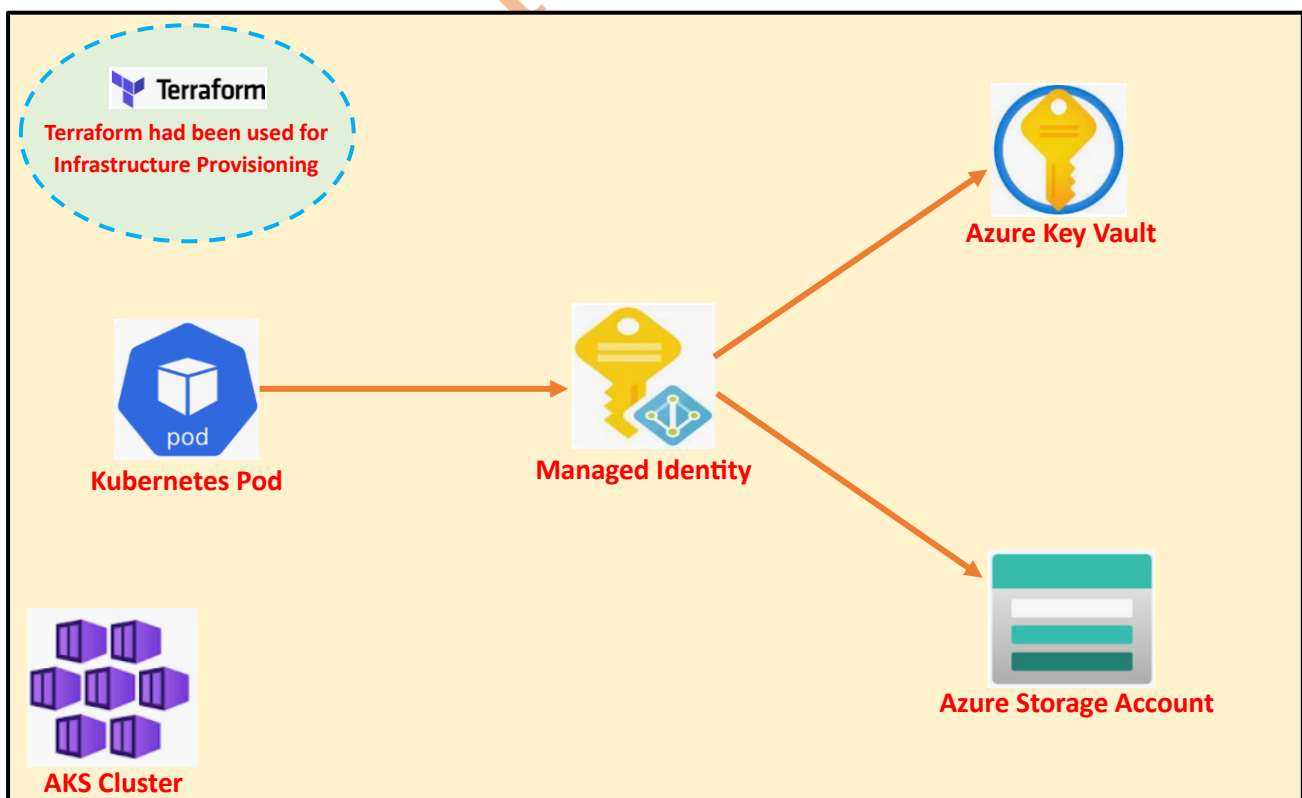 Terraform
Terraform had been used for
Infrastructure Provisioning
Azure Key Vault
pod
Kubernetes Pod
Managed Identity
Azure Storage Account
AKS Cluster